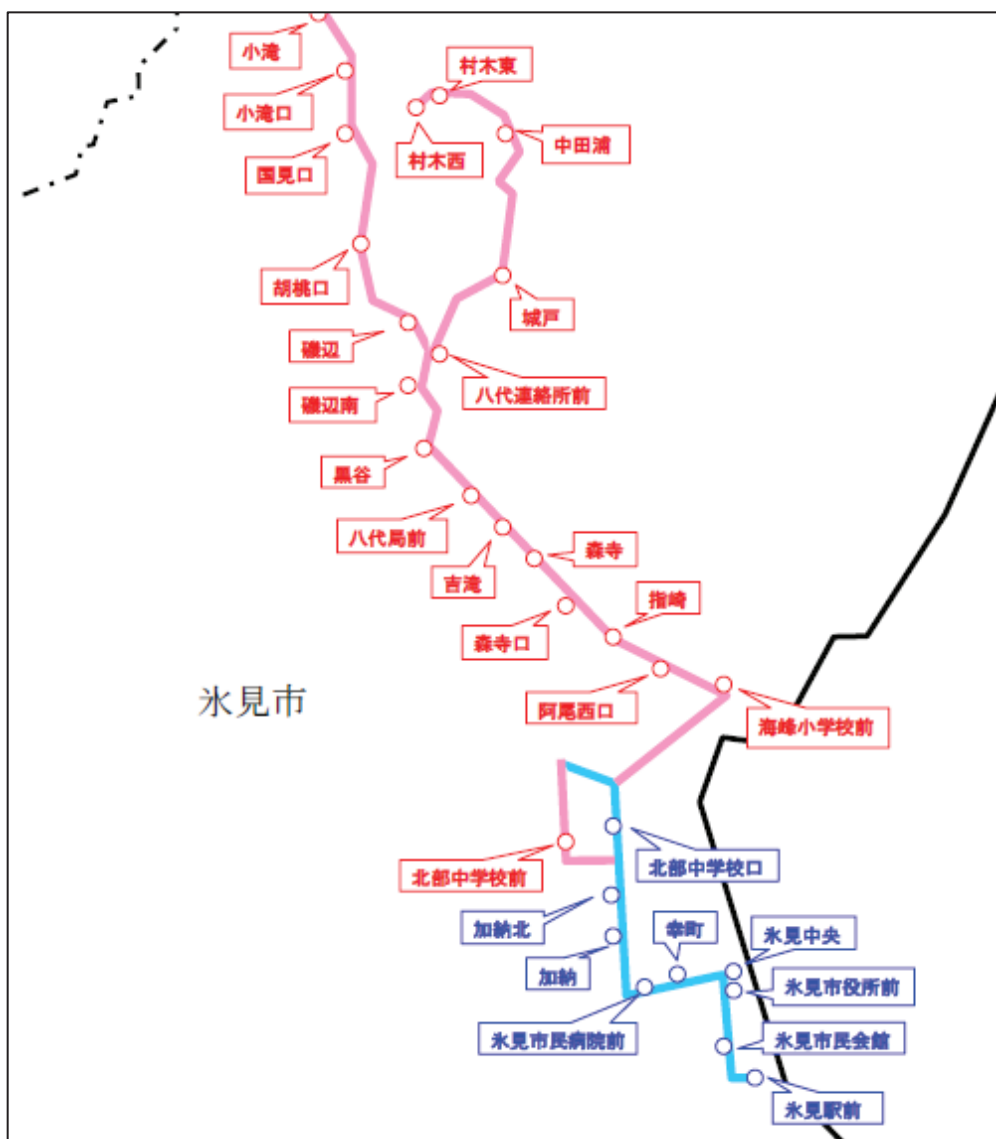 小滝
村木東
小滝口
中田浦
村木西
国見口
胡桃口
城戸
磯辺
八代連絡所前
磯辺南
黒谷
八代局前
森寺
吉滝
指崎
森寺口
阿尾西口
氷見市
海峰小学校前
北部中学校口
北部中学校前
加納北
幸町
氷見中央
加納
氷見市役所前
氷見市民病院前
氷見市民会館
氷見駅前